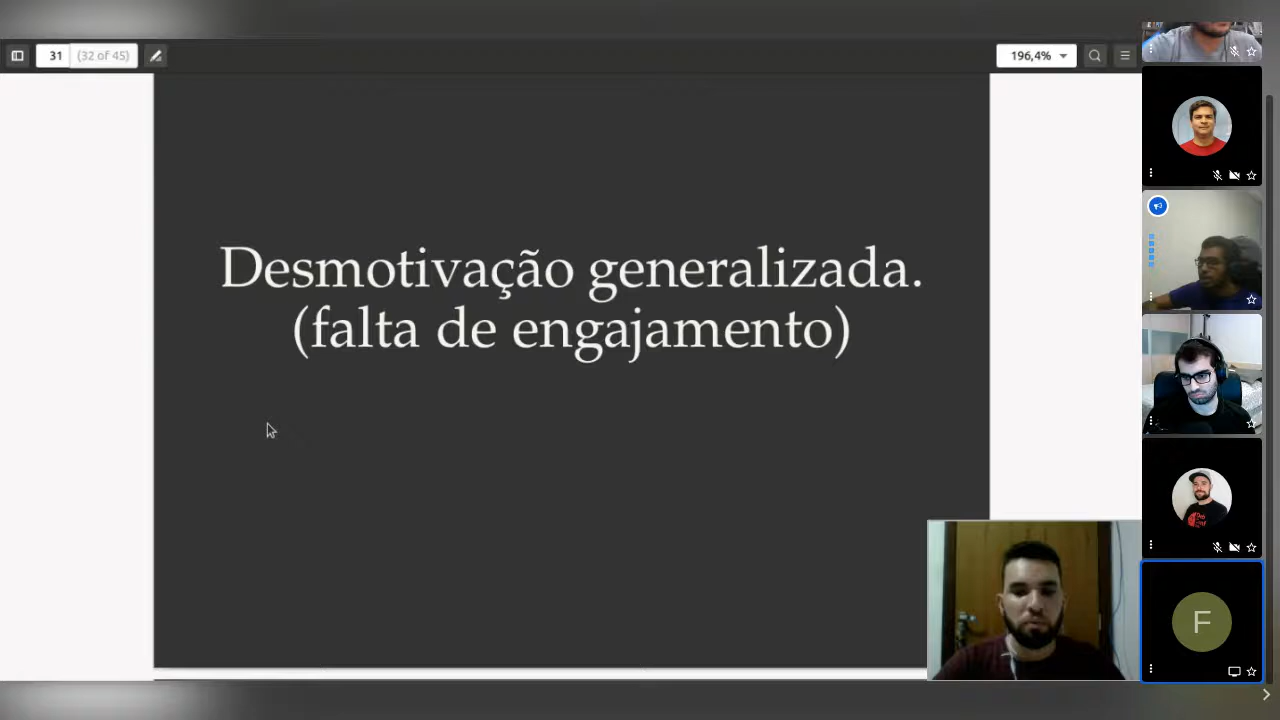 31 (32 of 45)
196,4%
Desmotivação generalizada.
(falta de engajamento)
F